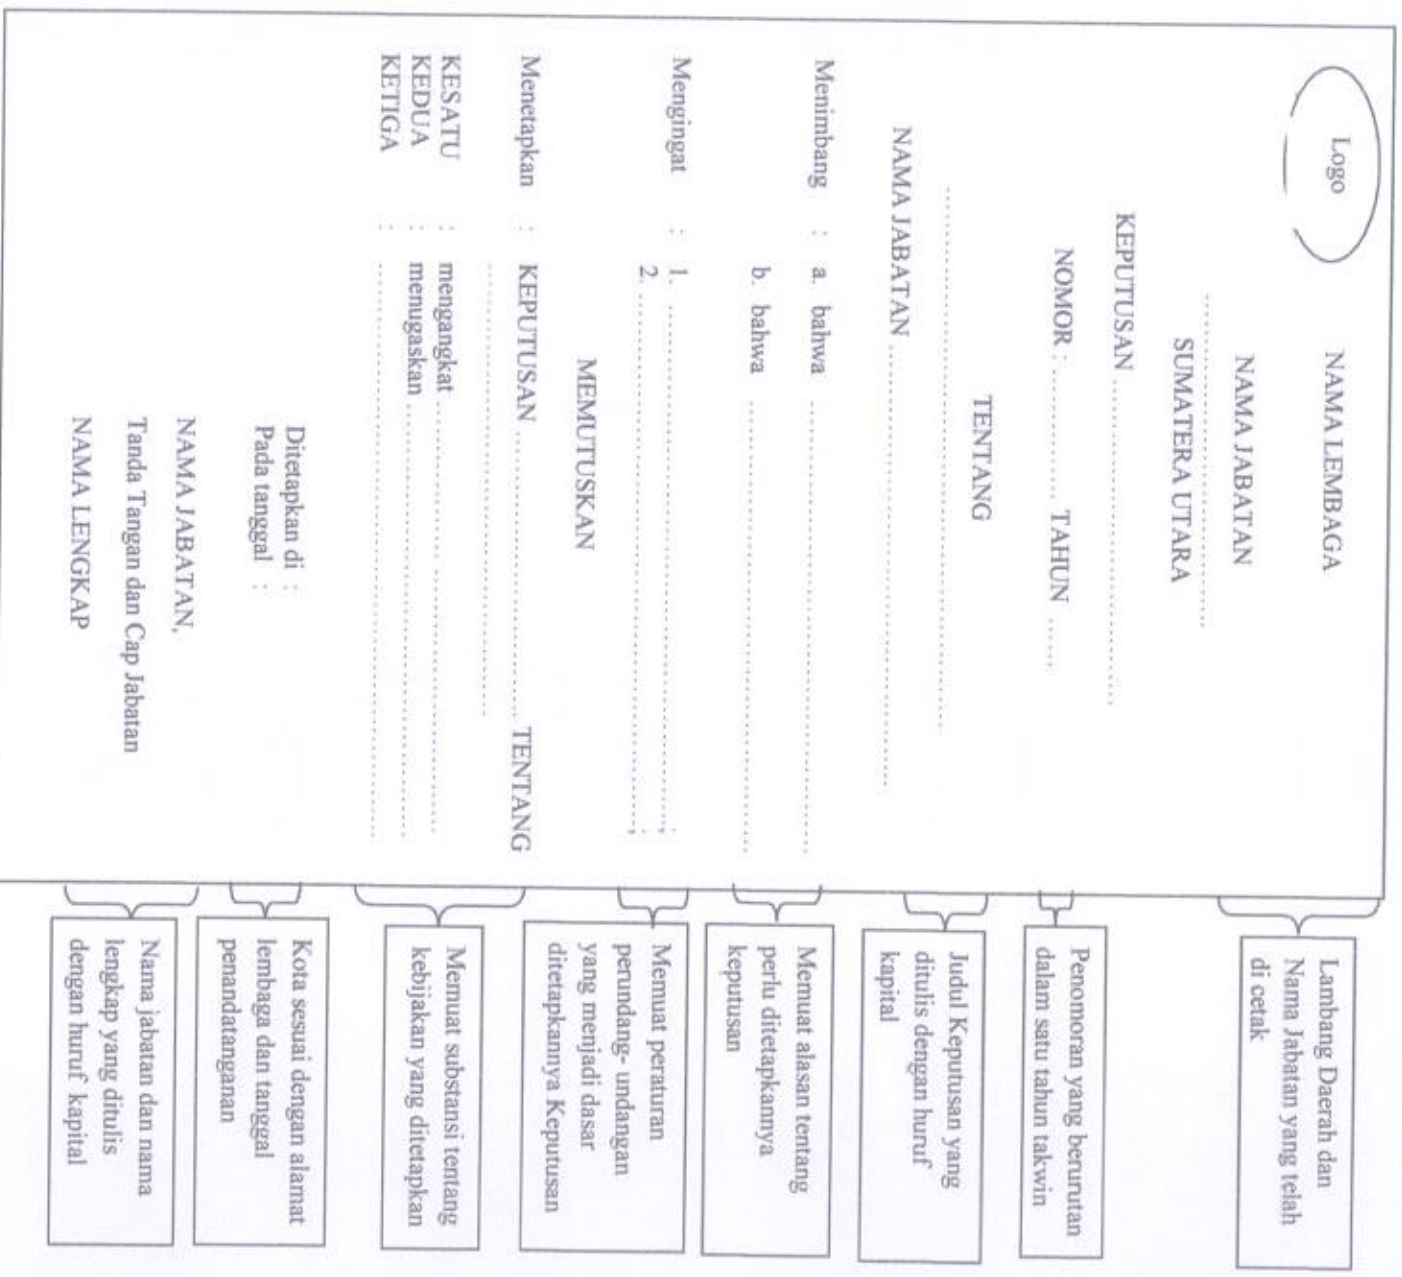 Logo
NAMA LEMBAGA
NAMA JABATAN
................................................
SUMATERA UTARA
KEPUTUSAN ................................................
NOMOR : ................ TAHUN ......
TENTANG
................................................................................
NAMA JABATAN ................................................................
Menimbang : a. bahwa ................................................................
b. bahwa ................................................................
Mengingat : 1. ................................................................;
2. ................................................................;
MEMUTUSKAN
Menetapkan : KEPUTUSAN ........................................ TENTANG
................................................................
KESATU : mengangkat ................................................
KEDUA : menugaskan ................................................
KETIGA : ................................................................
Ditetapkan di :
Pada tanggal :
NAMA JABATAN,
Tanda Tangan dan Cap Jabatan
NAMA LENGKAP
Lambang Daerah dan
Nama Jabatan yang telah
di cetak
Penomoran yang berurutan
dalam satu tahun takwin
Judul Keputusan yang
ditulis dengan huruf
kapital
Memuat alasan tentang
perlu ditetapkannya
keputusan
Memuat peraturan
perundang- undangan
yang menjadi dasar
ditetapkannya Keputusan
Memuat substansi tentang
kebijakan yang ditetapkan
Kota sesuai dengan alamat
lembaga dan tanggal
penandatanganan
Nama jabatan dan nama
lengkap yang ditulis
dengan huruf kapital